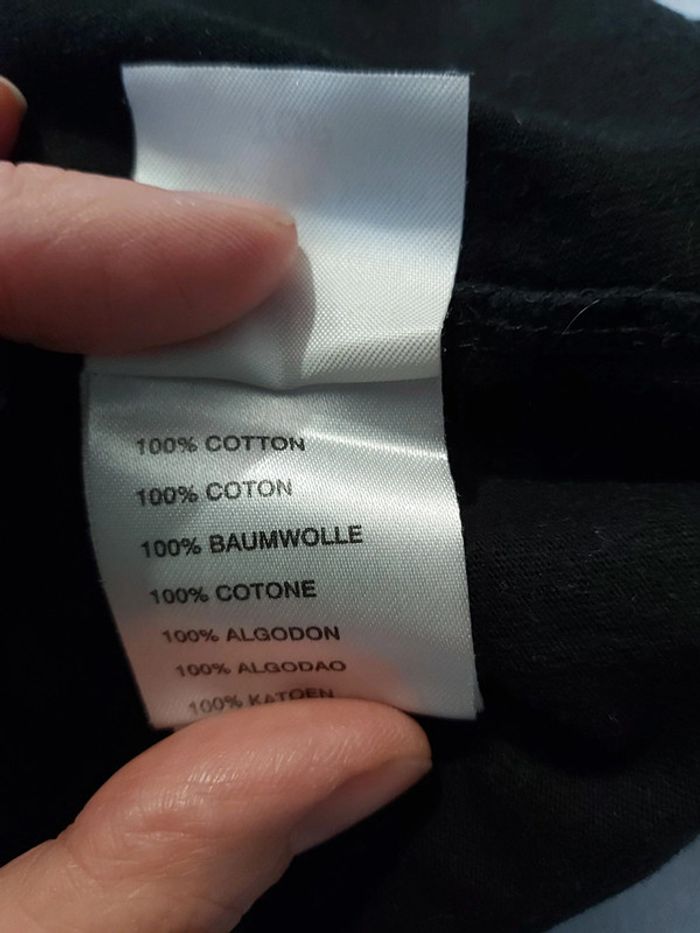 100% COTTON
100% COTON
100% BAUMWOLLE
100% COTONE
100% ALGODON
100% ALGODAO
100% KATOEN